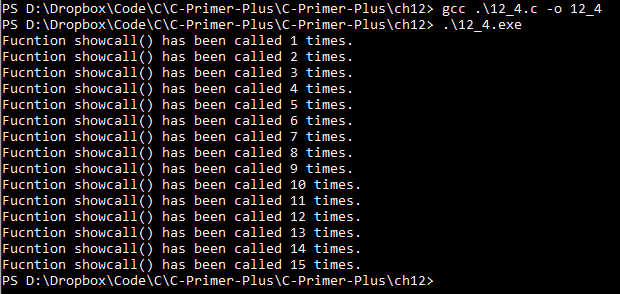 PS D:\Dropbox\Code\C\C-Primer-Plus\C-Primer-Plus\ch12> gcc .\12_4.c -o 12_4
PS D:\Dropbox\Code\C\C-Primer-Plus\C-Primer-Plus\ch12> .\12_4.exe
Fucntion showcall() has been called 1 times.
Fucntion showcall() has been called 2 times.
Fucntion showcall() has been called 3 times.
Fucntion showcall() has been called 4 times.
Fucntion showcall() has been called 5 times.
Fucntion showcall() has been called 6 times.
Fucntion showcall() has been called 7 times.
Fucntion showcall() has been called 8 times.
Fucntion showcall() has been called 9 times.
Fucntion showcall() has been called 10 times.
Fucntion showcall() has been called 11 times.
Fucntion showcall() has been called 12 times.
Fucntion showcall() has been called 13 times.
Fucntion showcall() has been called 14 times.
Fucntion showcall() has been called 15 times.
PS D:\Dropbox\Code\C\C-Primer-Plus\C-Primer-Plus\ch12>